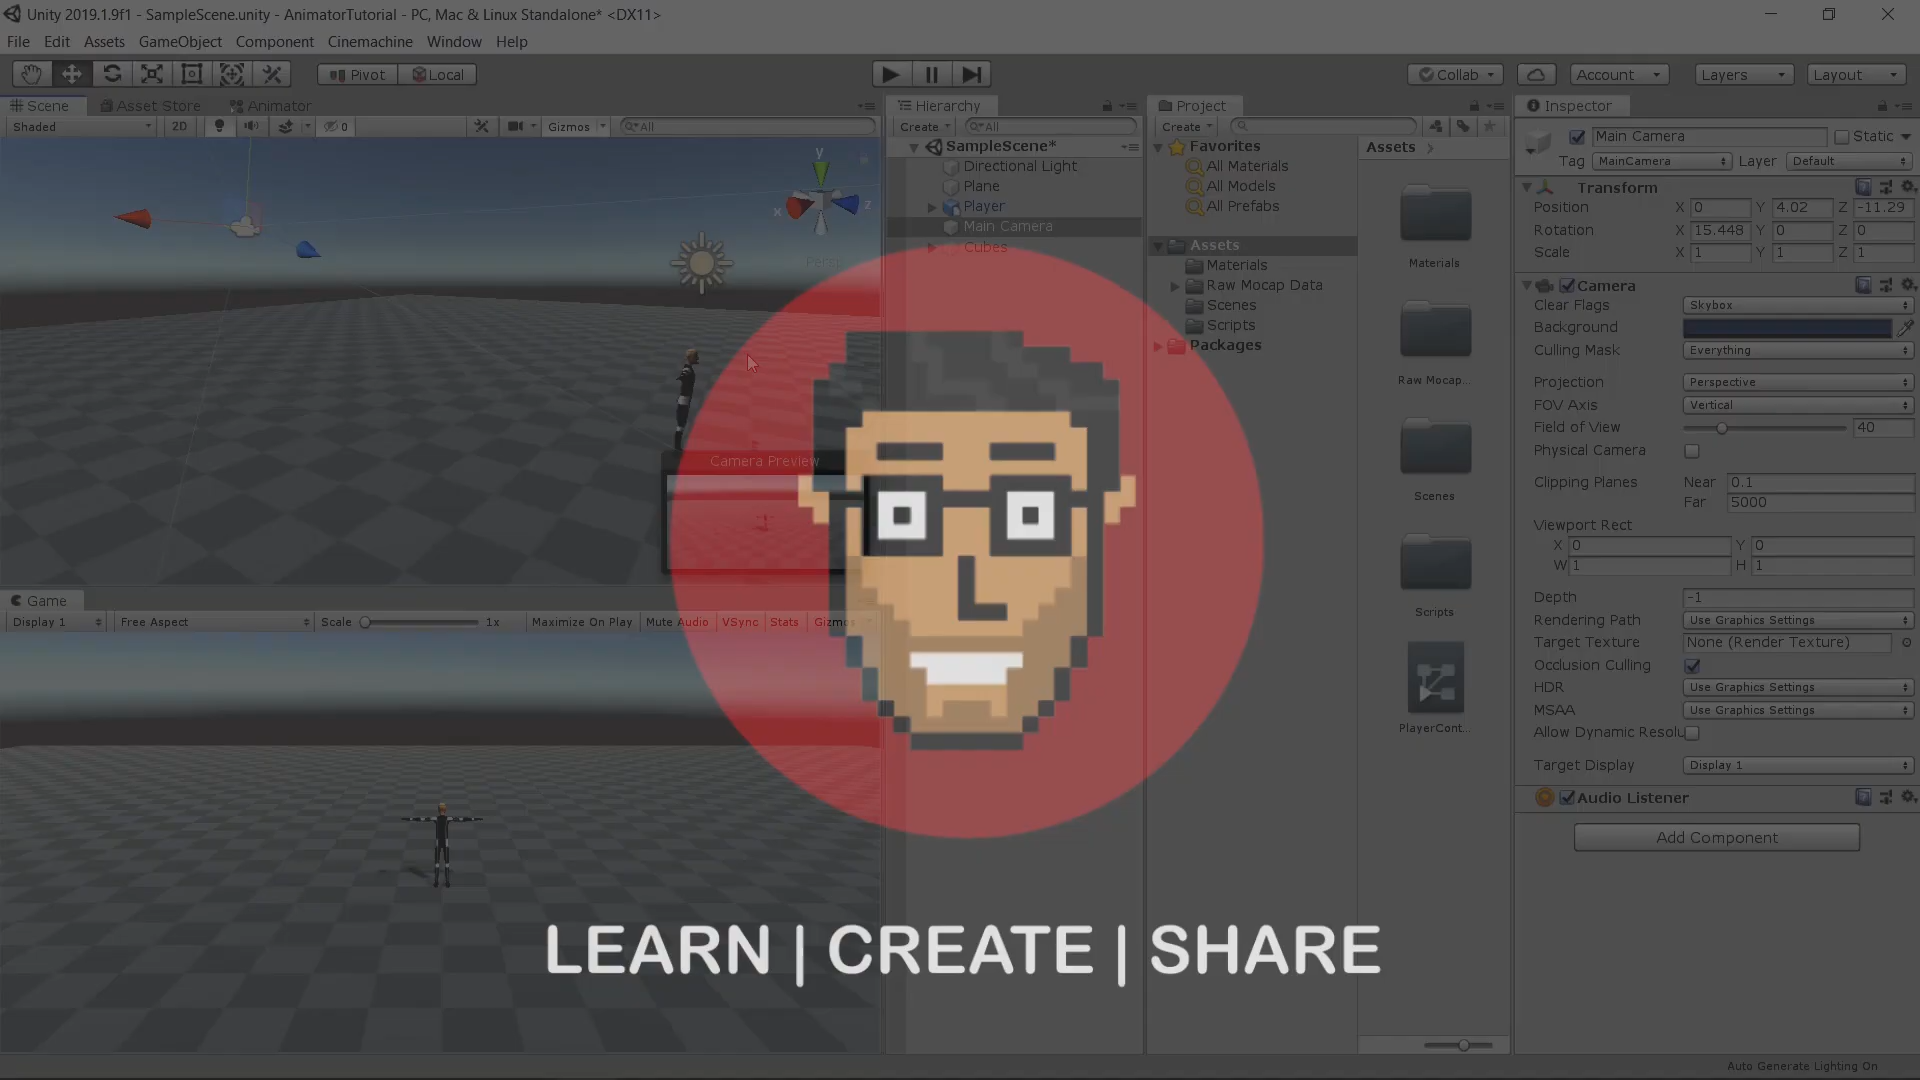 Unity 2019.1.9f1 - SampleScene.unity - AnimatorTutorial - PC, Mac & Linux Standalone* <DX11>
File Edit Assets GameObject Component Cinemachine Window Help
Pivot Local
Collab Account Layers Layout
Scene Asset Store Animator
Shaded 2D 0 Gizmos All
y
x z
Persp
Camera Preview
Game
Display 1 Free Aspect Scale 1x Maximize On Play Mute Audio VSync Stats Gizmos
Hierarchy
Create All
SampleScene*
Directional Light
Plane
Player
Main Camera
Cubes
Project
Create
Favorites
All Materials
All Models
All Prefabs
Assets
Materials
Raw Mocap Data
Scenes
Scripts
Packages
Assets
Materials
Raw Mocap...
Scenes
Scripts
PlayerCont...
Inspector
Main Camera Static
Tag MainCamera Layer Default
Transform
Position X 0 Y 4.02 Z -11.29
Rotation X 15.448 Y 0 Z 0
Scale X 1 Y 1 Z 1
Camera
Clear Flags Skybox
Background
Culling Mask Everything
Projection Perspective
FOV Axis Vertical
Field of View 40
Physical Camera
Clipping Planes Near 0.1
Far 5000
Viewport Rect
X 0 Y 0
W 1 H 1
Depth -1
Rendering Path Use Graphics Settings
Target Texture None (Render Texture)
Occlusion Culling
HDR Use Graphics Settings
MSAA Use Graphics Settings
Allow Dynamic Resolu
Target Display Display 1
Audio Listener
Add Component
LEARN | CREATE | SHARE
Auto Generate Lighting On